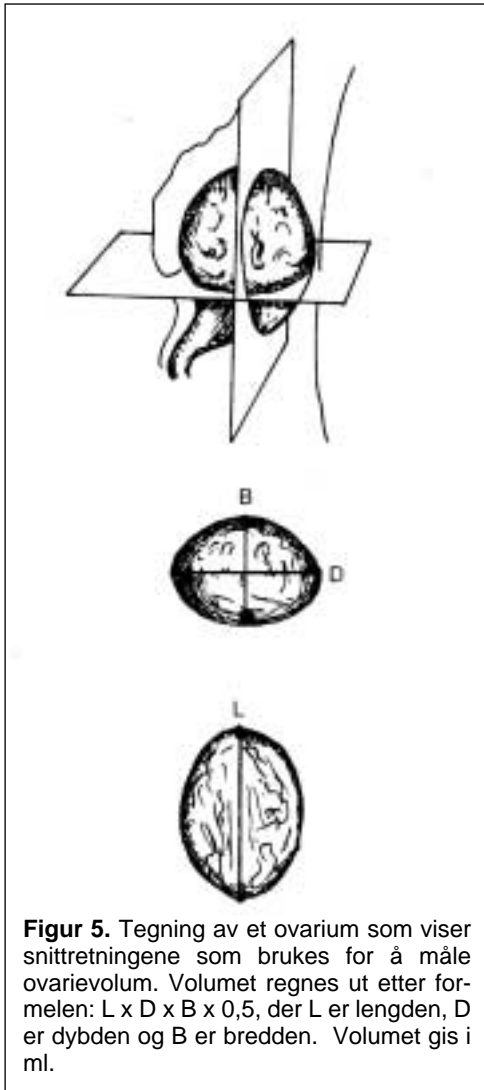 B
D
L
Figur 5. Tegning av et ovarium som viser
snittretningene som brukes for å måle
ovarievolum. Volumet regnes ut etter for-
melen: L x D x B x 0,5, der L er lengden, D
er dybden og B er bredden. Volumet gis i
ml.